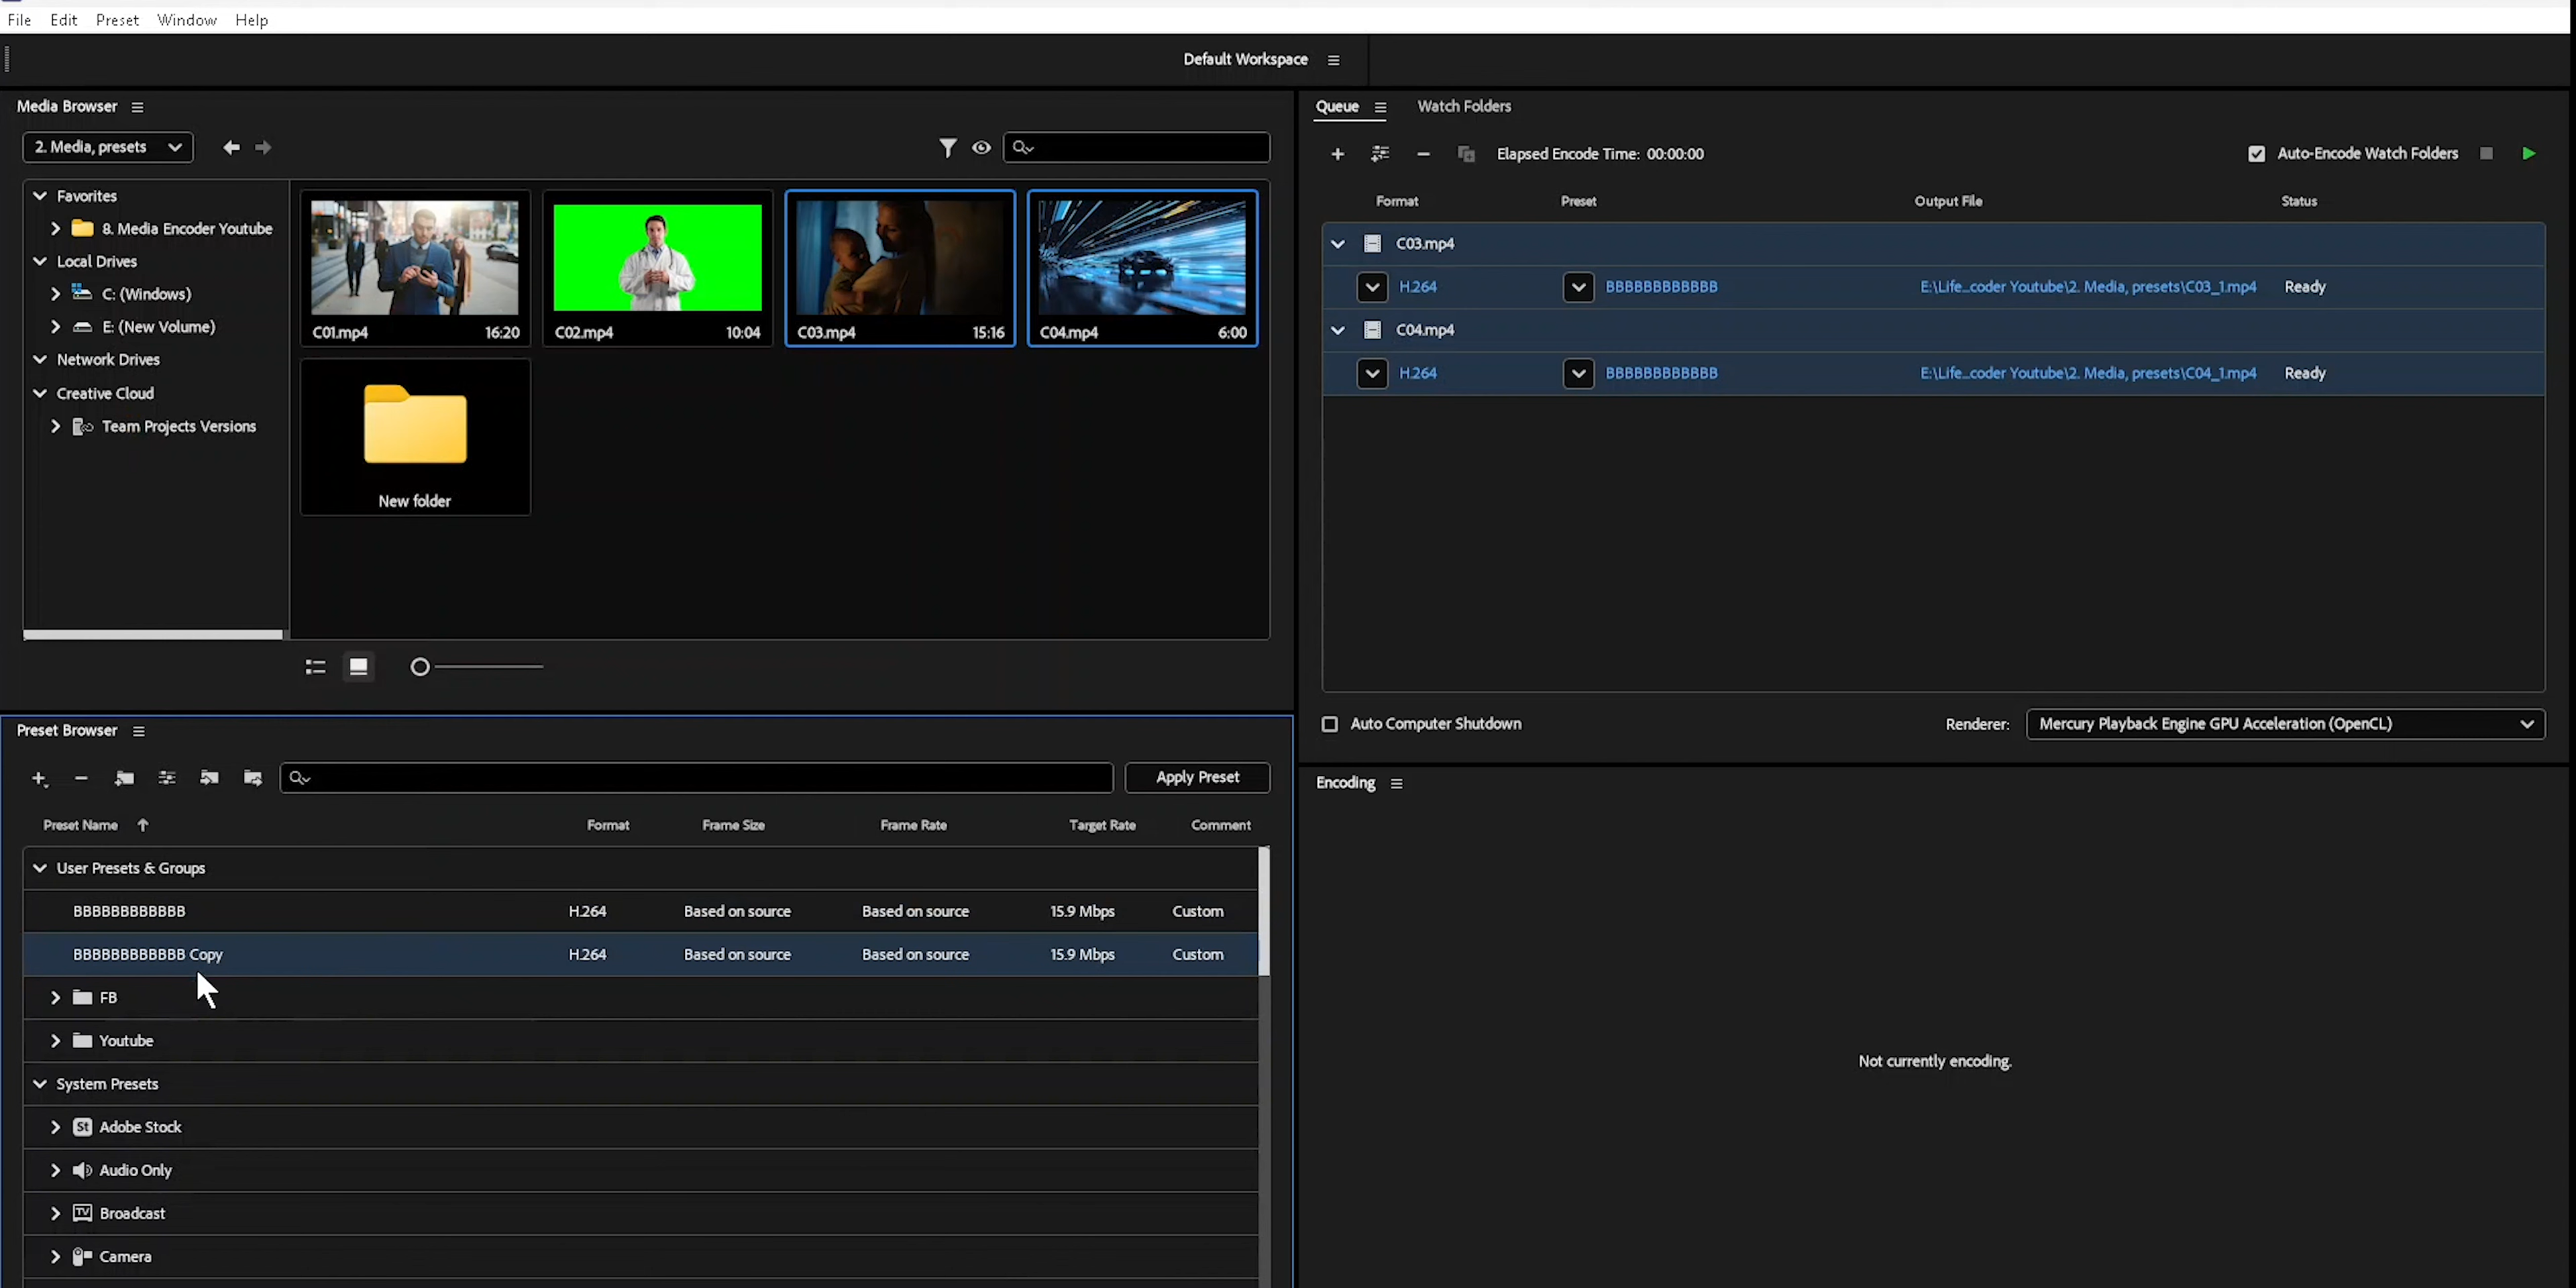 File Edit Preset Window Help
Default Workspace
Media Browser
2. Media, presets
Favorites
8. Media Encoder Youtube
Local Drives
C: (Windows)
E: (New Volume)
Network Drives
Creative Cloud
Team Projects Versions
C01.mp4 16:20
C02.mp4 10:04
C03.mp4 15:16
C04.mp4 6:00
New folder
Queue Watch Folders
Elapsed Encode Time: 00:00:00 Auto-Encode Watch Folders
Format Preset Output File Status
C03.mp4
H.264 BBBBBBBBBBBB E:\Life...coder Youtube\2. Media, presets\C03_1.mp4 Ready
C04.mp4
H.264 BBBBBBBBBBBB E:\Life...coder Youtube\2. Media, presets\C04_1.mp4 Ready
Auto Computer Shutdown Renderer: Mercury Playback Engine GPU Acceleration (OpenCL)
Preset Browser
Apply Preset
Preset Name Format Frame Size Frame Rate Target Rate Comment
User Presets & Groups
BBBBBBBBBBBB H.264 Based on source Based on source 15.9 Mbps Custom
BBBBBBBBBBBB Copy H.264 Based on source Based on source 15.9 Mbps Custom
FB
Youtube
System Presets
St Adobe Stock
Audio Only
TV Broadcast
Camera
Encoding
Not currently encoding.